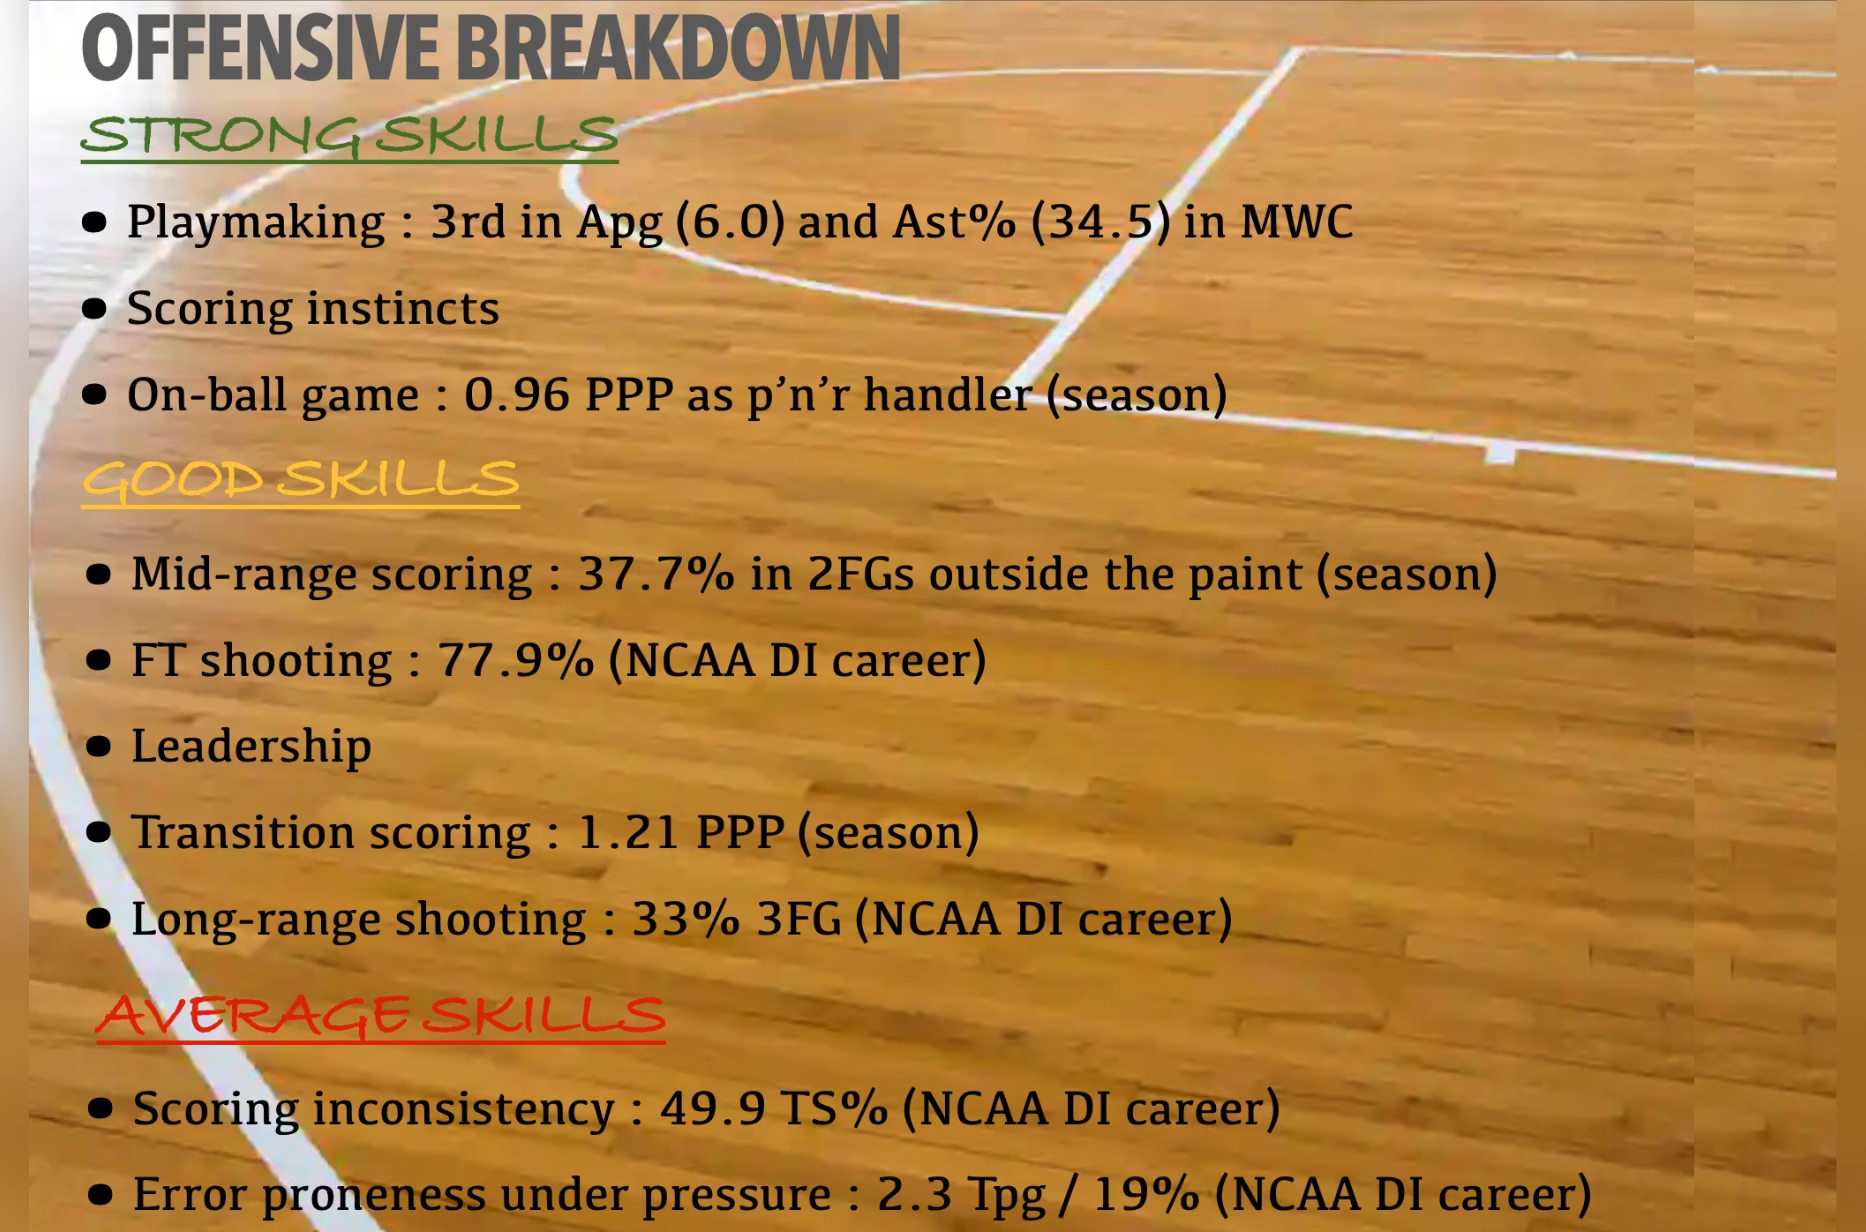 OFFENSIVE BREAKDOWN
STRONG SKILLS
• Playmaking : 3rd in Apg (6.0) and Ast% (34.5) in MWC
• Scoring instincts
• On-ball game : 0.96 PPP as p’n’r handler (season)
GOOD SKILLS
• Mid-range scoring : 37.7% in 2FGs outside the paint (season)
• FT shooting : 77.9% (NCAA DI career)
• Leadership
• Transition scoring : 1.21 PPP (season)
• Long-range shooting : 33% 3FG (NCAA DI career)
AVERAGE SKILLS
• Scoring inconsistency : 49.9 TS% (NCAA DI career)
• Error proneness under pressure : 2.3 Tpg / 19% (NCAA DI career)